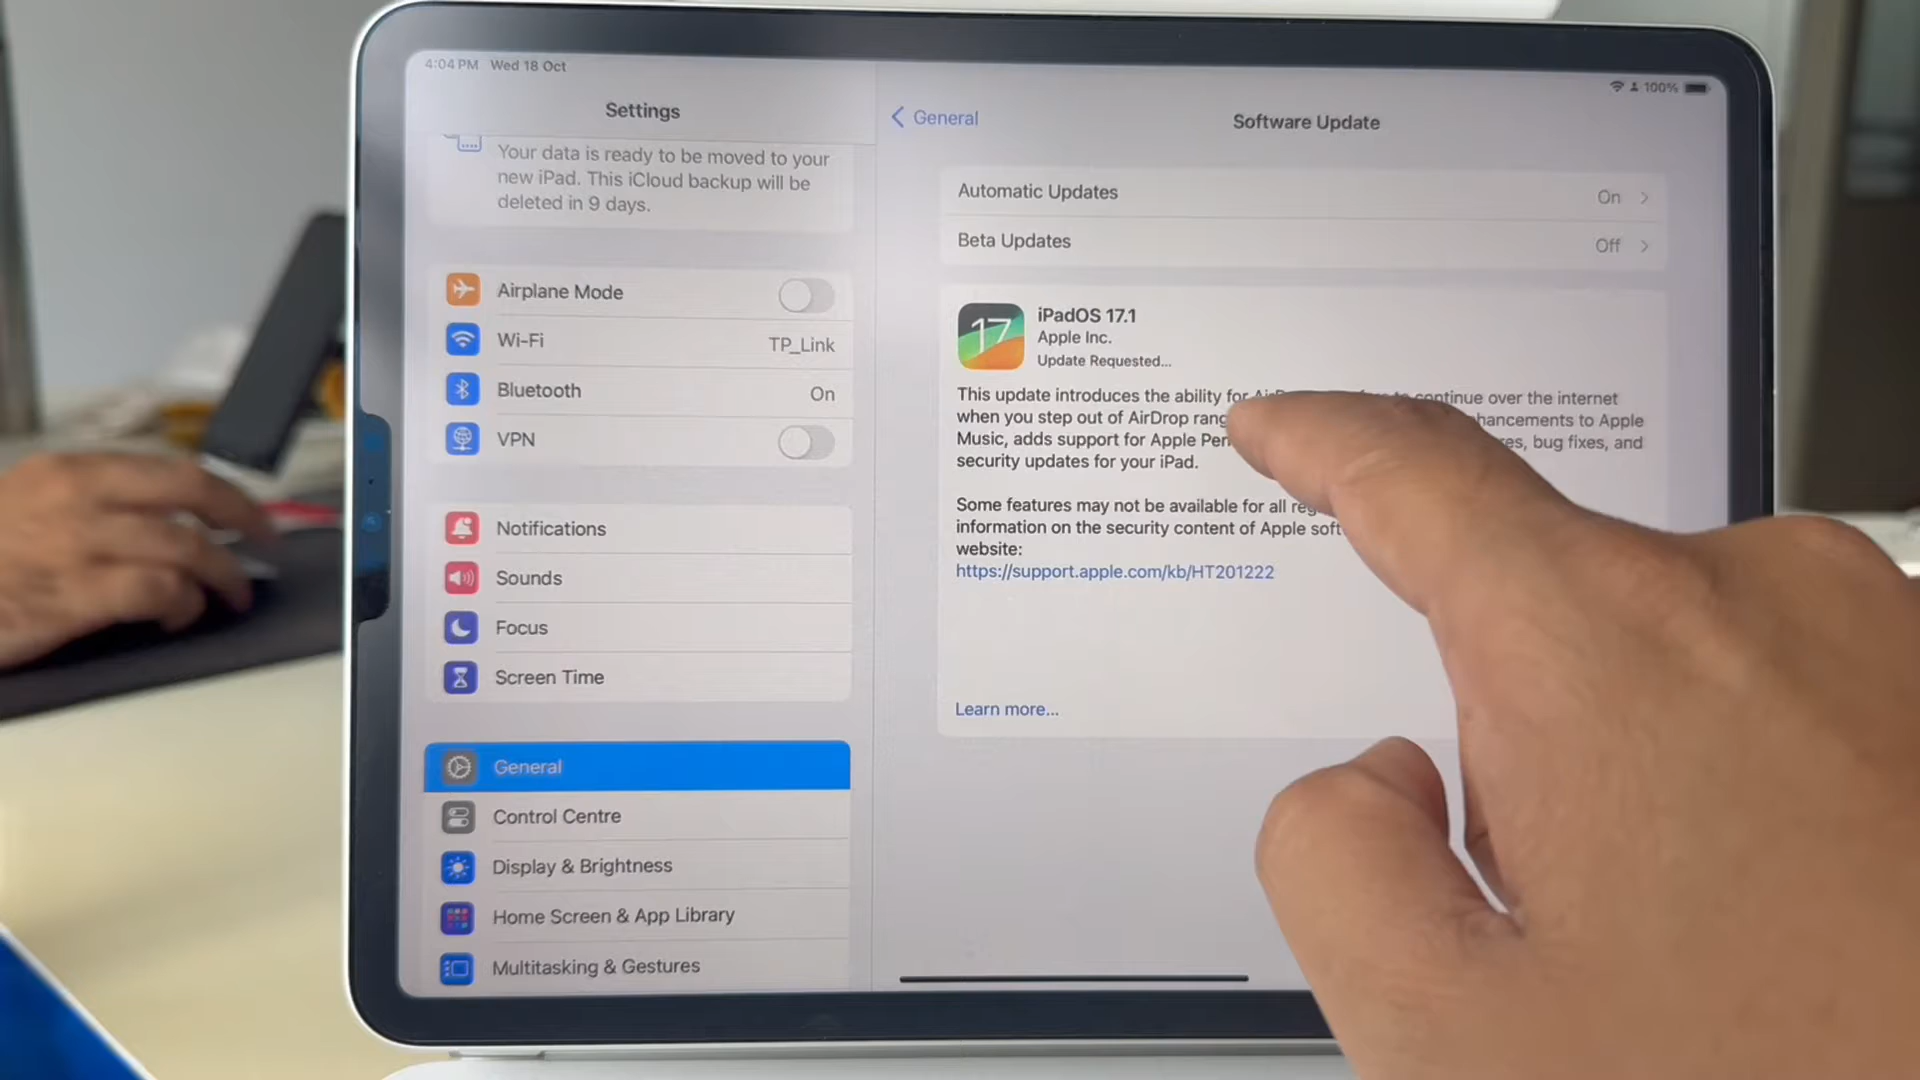 4:04 PM Wed 18 Oct
100%
Settings
Your data is ready to be moved to your
new iPad. This iCloud backup will be
deleted in 9 days.
Airplane Mode
Wi-Fi TP_Link
Bluetooth On
VPN
Notifications
Sounds
Focus
Screen Time
General
Control Centre
Display & Brightness
Home Screen & App Library
Multitasking & Gestures
General
Software Update
Automatic Updates On
Beta Updates Off
17
iPadOS 17.1
Apple Inc.
Update Requested...
This update introduces the ability for continue over the internet
when you step out of AirDrop to Apple
Music, adds support for Apple bug fixes, and
security updates for your iPad.
Some features may not be available for all
information on the security content of Apple
website:
https://support.apple.com/kb/HT201222
Learn more...